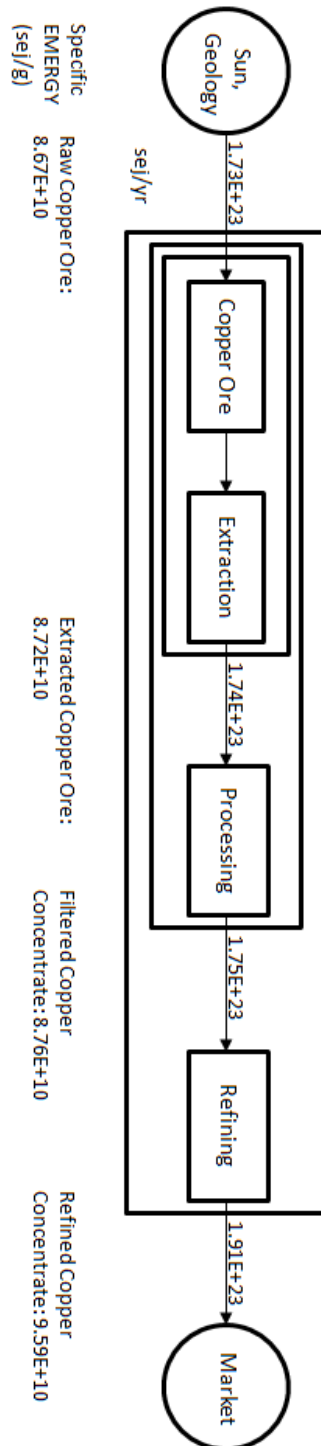 Sun,
Geology
1.73E+23
sej/yr
Copper Ore
Extraction
1.74E+23
Processing
1.75E+23
Refining
1.91E+23
Market
Specific
EMERGY
(sej/g)
Raw Copper Ore:
8.67E+10
Extracted Copper Ore:
8.72E+10
Filtered Copper
Concentrate: 8.76E+10
Refined Copper
Concentrate: 9.59E+10